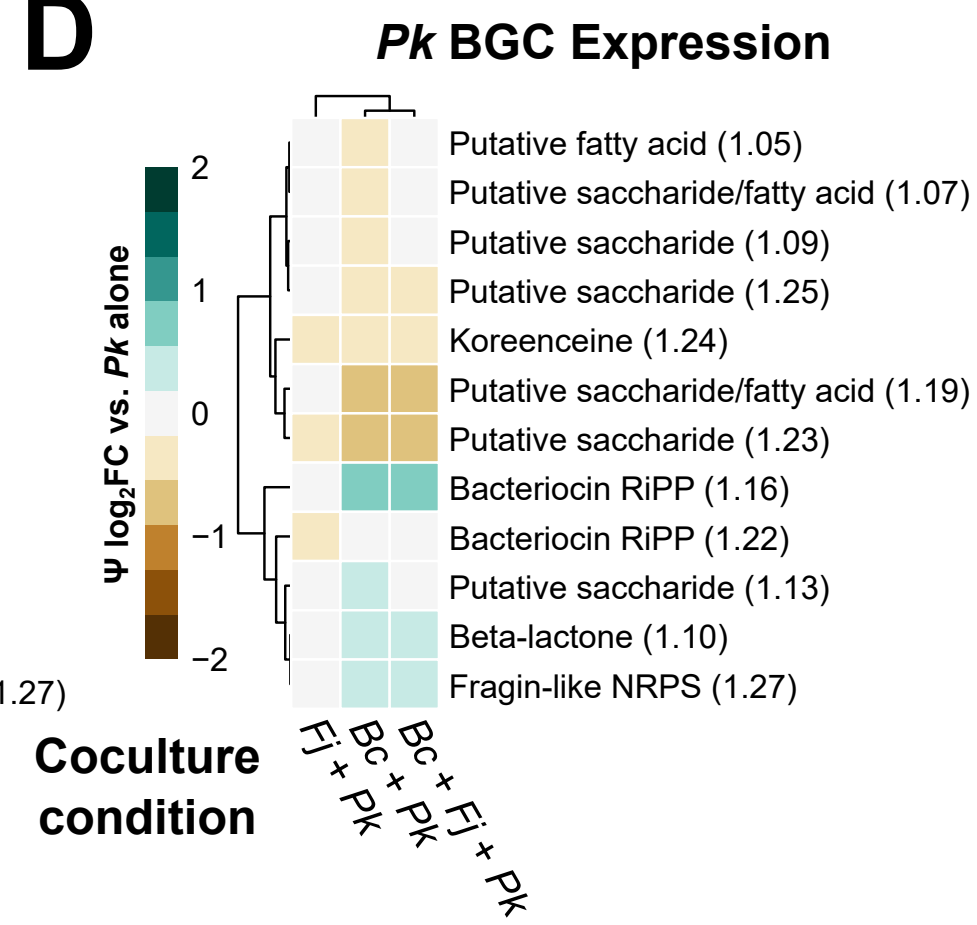 D
Pk BGC Expression
2
1
0
−1
−2
Ψ log₂FC vs. Pk alone
Putative fatty acid (1.05)
Putative saccharide/fatty acid (1.07)
Putative saccharide (1.09)
Putative saccharide (1.25)
Koreenceine (1.24)
Putative saccharide/fatty acid (1.19)
Putative saccharide (1.23)
Bacteriocin RiPP (1.16)
Bacteriocin RiPP (1.22)
Putative saccharide (1.13)
Beta-lactone (1.10)
Fragin-like NRPS (1.27)
1.27)
Coculture
condition
Fj + Pk
Bc + Pk
Bc + Fj + Pk